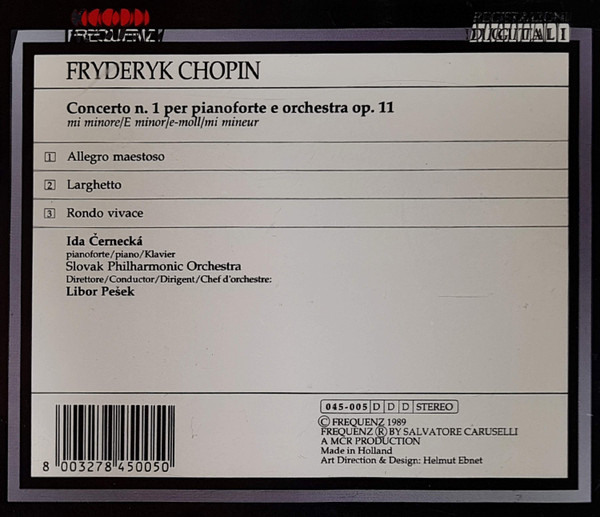 FREQUENZ
REGISTRAZIONI
DIGITALI
FRYDERYK CHOPIN
Concerto n. 1 per pianoforte e orchestra op. 11
mi minore/E minor/e-moll/mi mineur
1 Allegro maestoso
2 Larghetto
3 Rondo vivace
Ida Černecká
pianoforte/piano/Klavier
Slovak Philharmonic Orchestra
Direttore/Conductor/Dirigent/Chef d'orchestre:
Libor Pešek
045-005 D D D STEREO
Ⓒ FREQUENZ 1989
FREQUENZ Ⓡ BY SALVATORE CARUSELLI
A MCR PRODUCTION
Made in Holland
Art Direction & Design: Helmut Ebnet
8 003278 450050